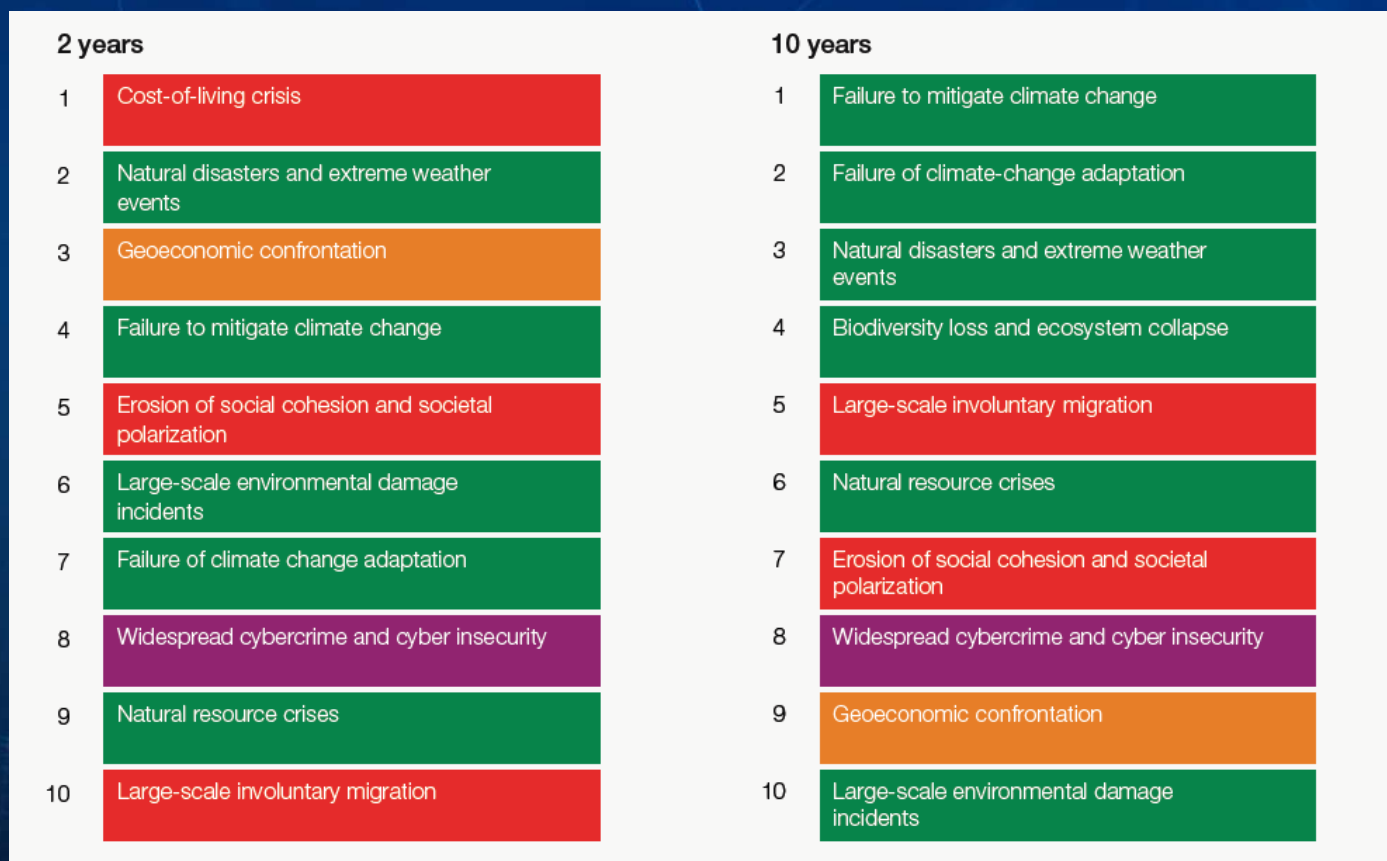 2 years
1
Cost-of-living crisis
2
Natural disasters and extreme weather
events
3
Geoeconomic confrontation
4
Failure to mitigate climate change
5
Erosion of social cohesion and societal
polarization
6
Large-scale environmental damage
incidents
7
Failure of climate change adaptation
8
Widespread cybercrime and cyber insecurity
9
Natural resource crises
10
Large-scale involuntary migration
10 years
1
Failure to mitigate climate change
2
Failure of climate-change adaptation
3
Natural disasters and extreme weather
events
4
Biodiversity loss and ecosystem collapse
5
Large-scale involuntary migration
6
Natural resource crises
7
Erosion of social cohesion and societal
polarization
8
Widespread cybercrime and cyber insecurity
9
Geoeconomic confrontation
10
Large-scale environmental damage
incidents